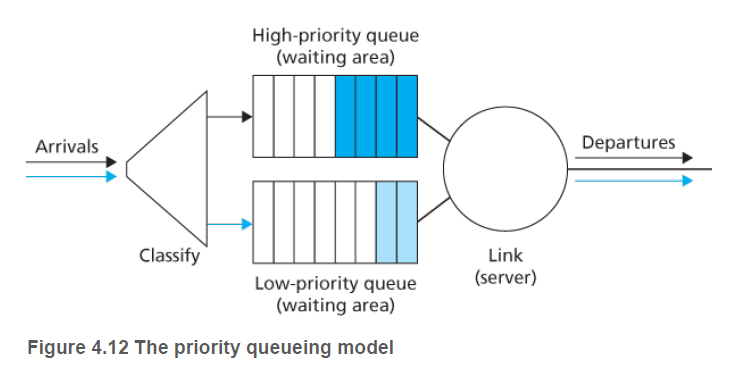 High-priority queue
(waiting area)
Arrivals
Departures
Classify
Link
(server)
Low-priority queue
(waiting area)
Figure 4.12 The priority queueing model